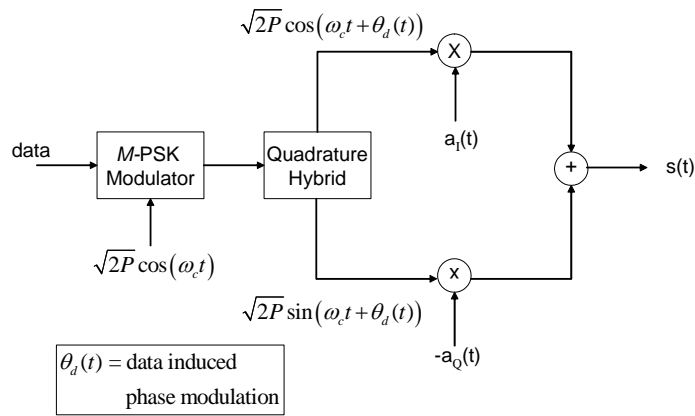 √2P cos(ω_c t + θ_d(t))
X
a_I(t)
data
M-PSK
Modulator
Quadrature
Hybrid
+
s(t)
√2P cos(ω_c t)
x
√2P sin(ω_c t + θ_d(t))
-a_Q(t)
θ_d(t) = data induced
phase modulation